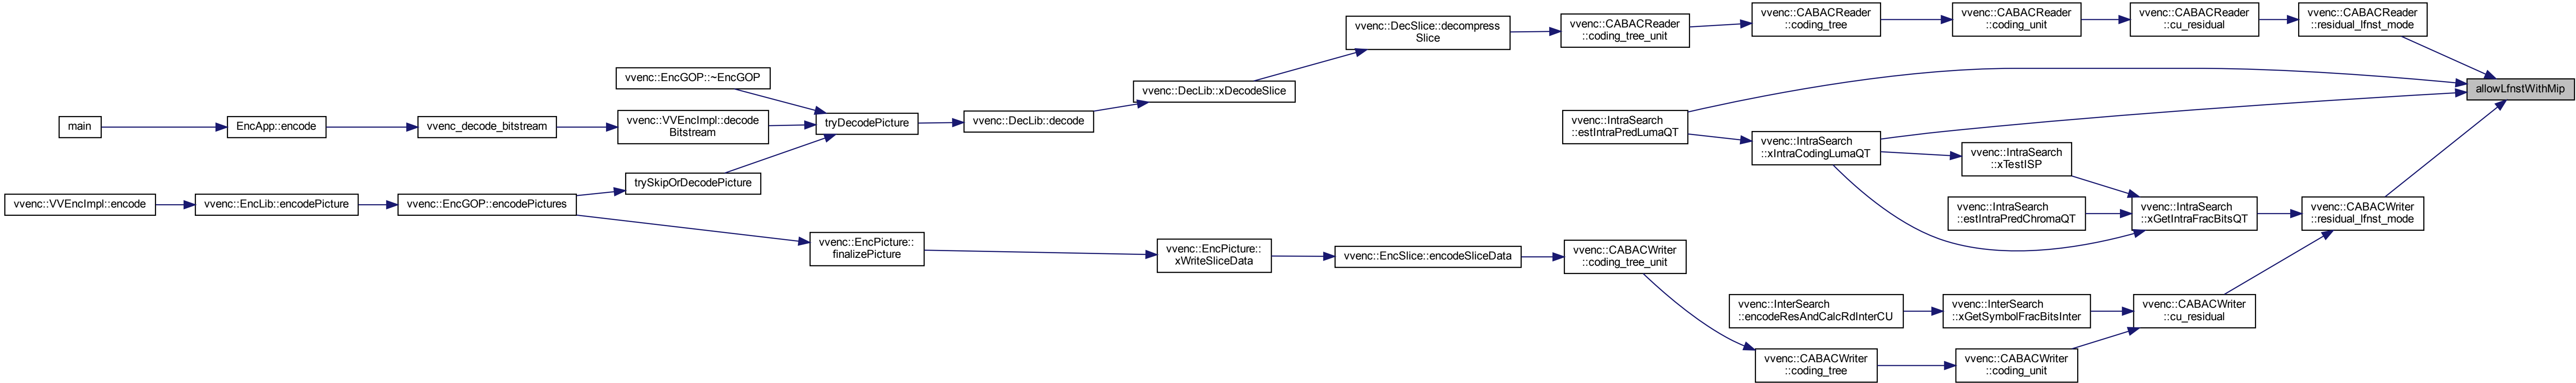 main
EncApp::encode
vvenc_decode_bitstream
vvenc::VVEncImpl::decode
Bitstream
vvenc::EncGOP::~EncGOP
tryDecodePicture
trySkipOrDecodePicture
vvenc::VVEncImpl::encode
vvenc::EncLib::encodePicture
vvenc::EncGOP::encodePictures
vvenc::EncPicture::
finalizePicture
vvenc::DecLib::decode
vvenc::DecLib::xDecodeSlice
vvenc::DecSlice::decompress
Slice
vvenc::CABACReader
::coding_tree_unit
vvenc::CABACReader
::coding_tree
vvenc::CABACReader
::coding_unit
vvenc::CABACReader
::cu_residual
vvenc::CABACReader
::residual_lfnst_mode
allowLfnstWithMip
vvenc::IntraSearch
::estIntraPredLumaQT
vvenc::IntraSearch
::xIntraCodingLumaQT
vvenc::IntraSearch
::xTestISP
vvenc::IntraSearch
::estIntraPredChromaQT
vvenc::IntraSearch
::xGetIntraFracBitsQT
vvenc::CABACWriter
::residual_lfnst_mode
vvenc::EncPicture::
xWriteSliceData
vvenc::EncSlice::encodeSliceData
vvenc::CABACWriter
::coding_tree_unit
vvenc::InterSearch
::encodeResAndCalcRdInterCU
vvenc::InterSearch
::xGetSymbolFracBitsInter
vvenc::CABACWriter
::cu_residual
vvenc::CABACWriter
::coding_tree
vvenc::CABACWriter
::coding_unit